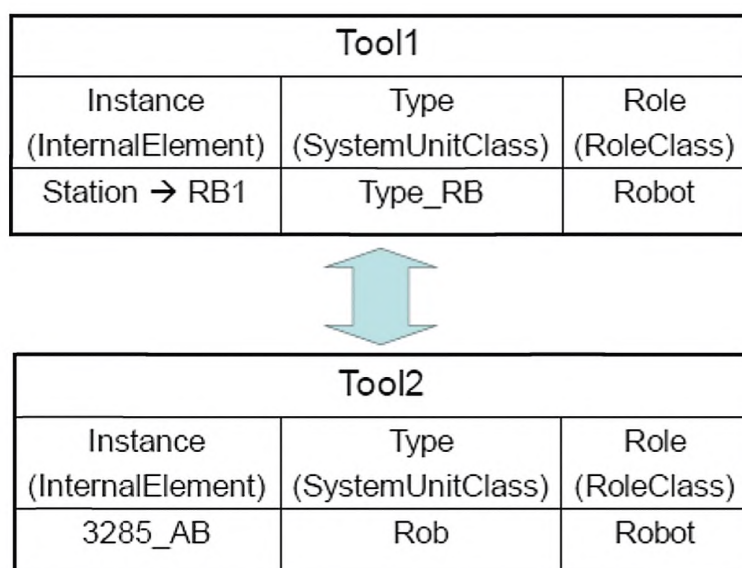 Tool1
Instance Type Role
(InternalElement) (SystemUnitClass) (RoleClass)
Station → RB1 Type_RB Robot
Tool2
Instance Type Role
(InternalElement) (SystemUnitClass) (RoleClass)
3285_AB Rob Robot